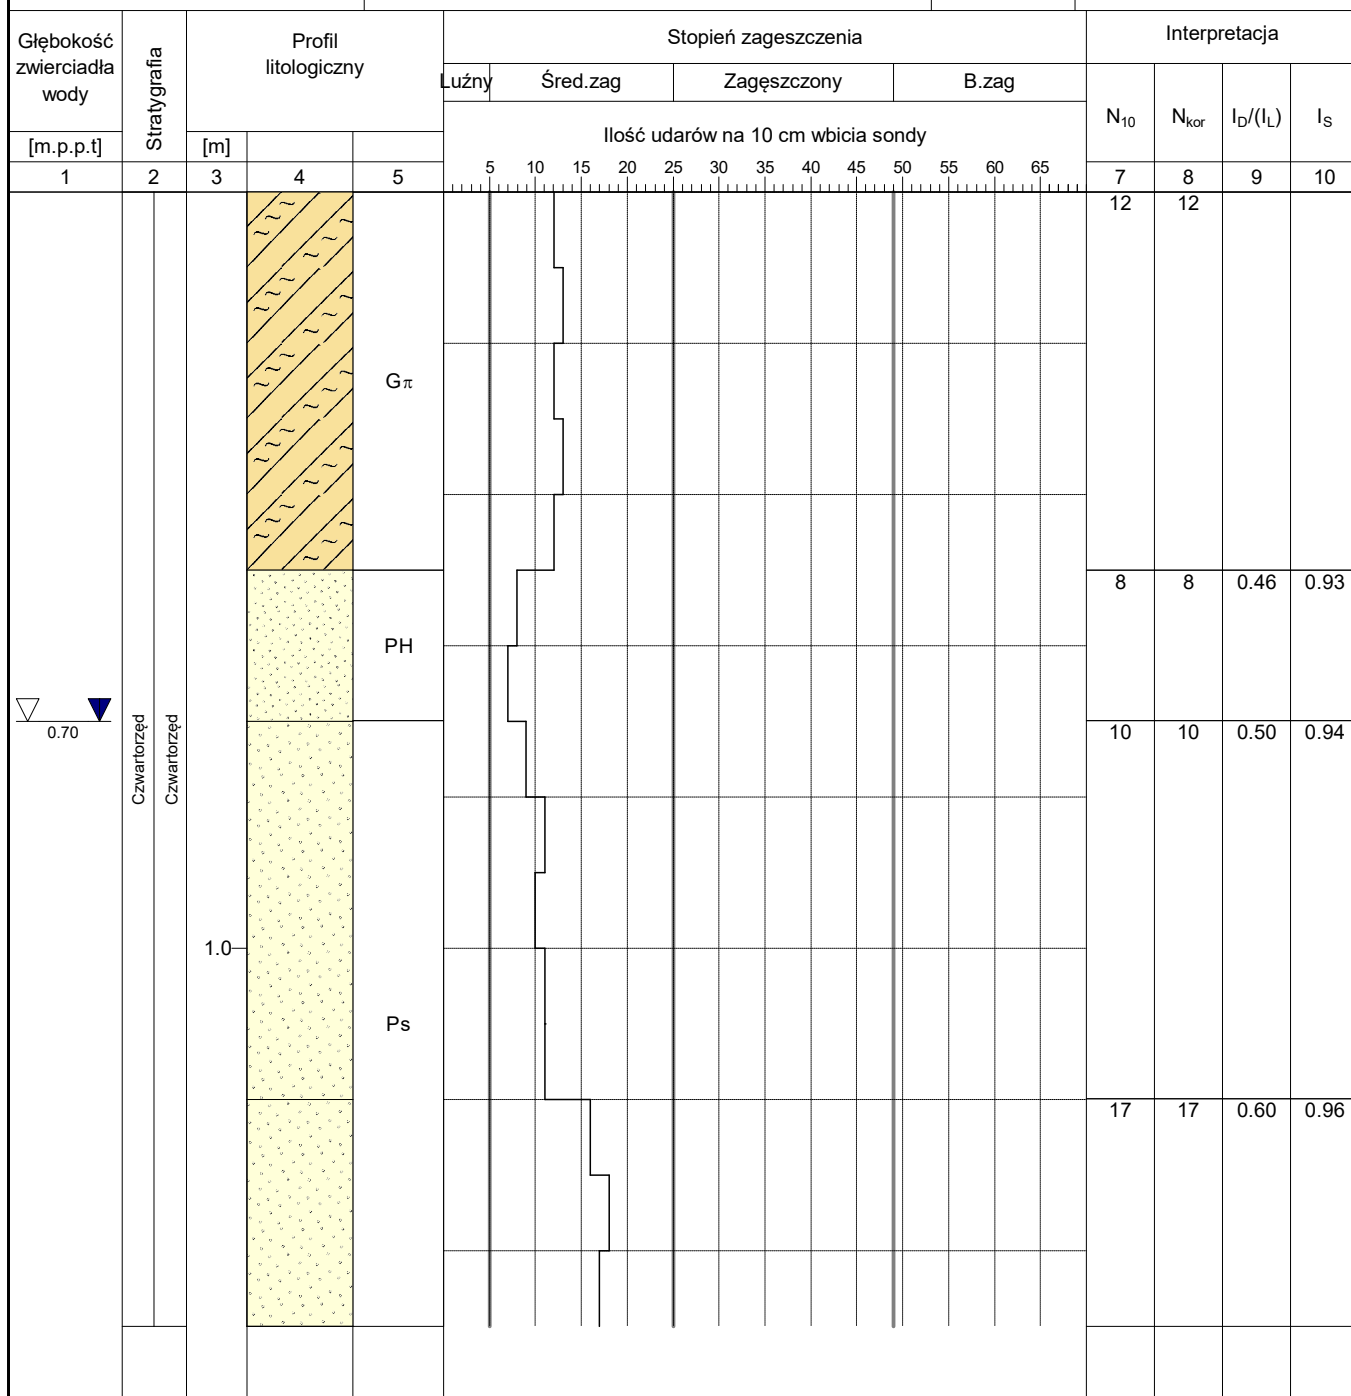 Głębokość
zwierciadła
wody
[m.p.p.t]
Stratygrafia
Profil
litologiczny
[m]
Stopień zageszczenia
Luźny Śred.zag Zagęszczony B.zag
Ilość udarów na 10 cm wbicia sondy
5 10 15 20 25 30 35 40 45 50 55 60 65
Interpretacja
N10 Nkor ID/(IL) IS
1 2 3 4 5 7 8 9 10
12 12
Gπ
8 8 0.46 0.93
PH
0.70
10 10 0.50 0.94
Czwartorzęd
Czwartorzęd
1.0
Ps
17 17 0.60 0.96